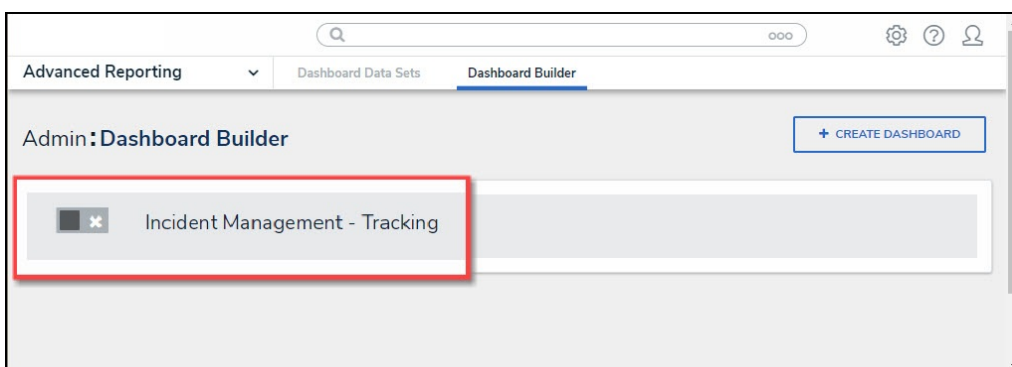 Advanced Reporting
Dashboard Data Sets
Dashboard Builder
Admin:Dashboard Builder
+ CREATE DASHBOARD
Incident Management - Tracking